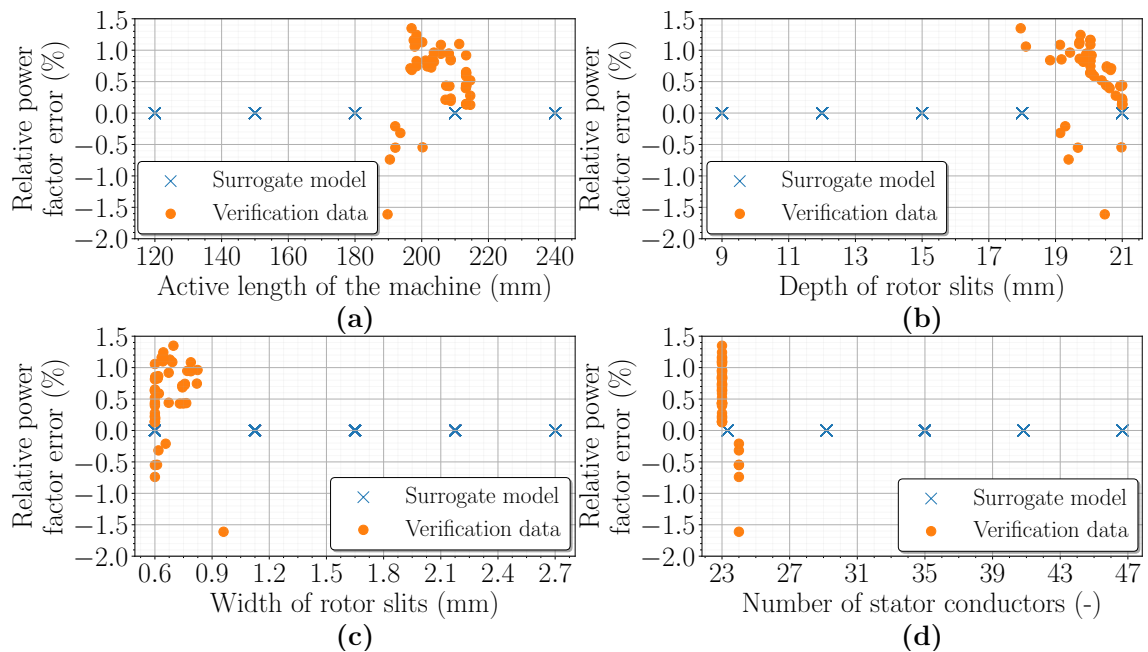 Relative power
factor error (%)
1.5
1.0
0.5
0.0
−0.5
−1.0
−1.5
−2.0
Surrogate model
Verification data
120 140 160 180 200 220 240
Active length of the machine (mm)
(a)
Relative power
factor error (%)
1.5
1.0
0.5
0.0
−0.5
−1.0
−1.5
−2.0
Surrogate model
Verification data
9 11 13 15 17 19 21
Depth of rotor slits (mm)
(b)
Relative power
factor error (%)
1.5
1.0
0.5
0.0
−0.5
−1.0
−1.5
−2.0
Surrogate model
Verification data
0.6 0.9 1.2 1.5 1.8 2.1 2.4 2.7
Width of rotor slits (mm)
(c)
Relative power
factor error (%)
1.5
1.0
0.5
0.0
−0.5
−1.0
−1.5
−2.0
Surrogate model
Verification data
23 27 31 35 39 43 47
Number of stator conductors (-)
(d)